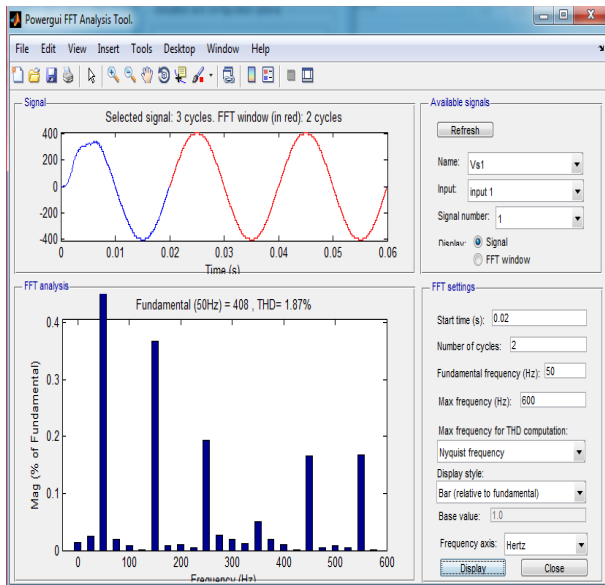 Powergui FFT Analysis Tool.
File Edit View Insert Tools Desktop Window Help
Signal
Selected signal: 3 cycles. FFT window (in red): 2 cycles
400
200
0
-200
-400
0 0.01 0.02 0.03 0.04 0.05 0.06
Time (s)
FFT analysis
Fundamental (50Hz) = 408 , THD= 1.87%
Mag (% of Fundamental)
0.4
0.3
0.2
0.1
0
0 100 200 300 400 500 600
Frequency (Hz)
Available signals
Refresh
Name: Vs1
Input: input 1
Signal number: 1
Display: Signal
FFT window
FFT settings
Start time (s): 0.02
Number of cycles: 2
Fundamental frequency (Hz): 50
Max frequency (Hz): 600
Max frequency for THD computation:
Nyquist frequency
Display style:
Bar (relative to fundamental)
Base value: 1.0
Frequency axis: Hertz
Display Close